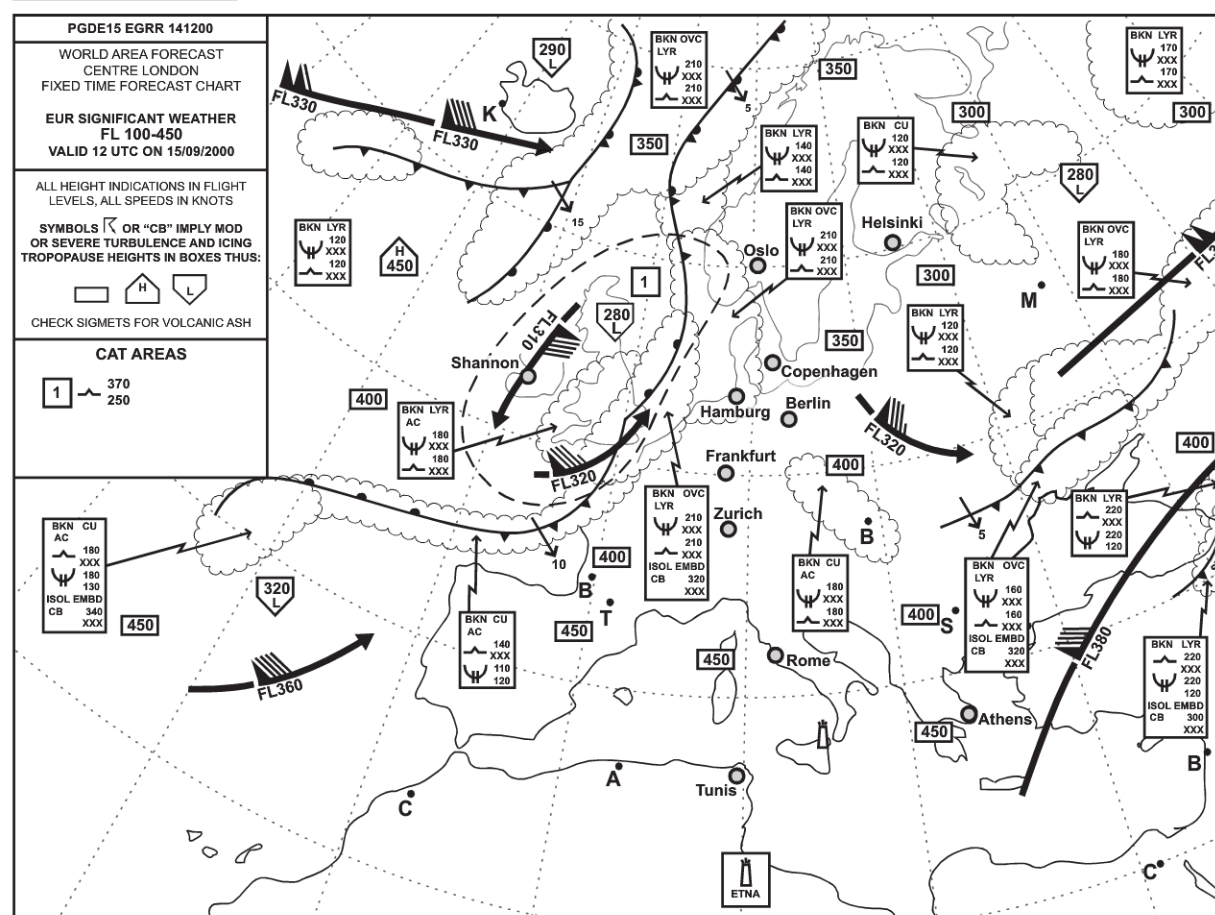 PGDE15 EGRR 141200
WORLD AREA FORECAST
CENTRE LONDON
FIXED TIME FORECAST CHART
EUR SIGNIFICANT WEATHER
FL 100-450
VALID 12 UTC ON 15/09/2000
ALL HEIGHT INDICATIONS IN FLIGHT
LEVELS, ALL SPEEDS IN KNOTS
SYMBOLS OR “CB” IMPLY MOD
OR SEVERE TURBULENCE AND ICING
TROPOPAUSE HEIGHTS IN BOXES THUS:
H
L
CHECK SIGMETS FOR VOLCANIC ASH
CAT AREAS
1
370
250
FL330
FL330
K
290
L
BKN OVC
LYR
210
XXX
210
XXX
350
5
350
BKN LYR
170
XXX
170
XXX
300
300
BKN LYR
140
XXX
140
XXX
BKN CU
120
XXX
120
XXX
280
L
15
BKN LYR
120
XXX
120
XXX
H
450
1
280
L
Oslo
BKN OVC
LYR
210
XXX
210
XXX
Helsinki
300
M
BKN OVC
LYR
180
XXX
180
XXX
FL310
Shannon
400
350
Copenhagen
BKN LYR
120
XXX
120
XXX
Hamburg
Berlin
BKN LYR
AC
180
XXX
180
XXX
FL320
FL320
Frankfurt
400
400
BKN OVC
LYR
210
XXX
210
XXX
ISOL EMBD
CB 320
XXX
Zurich
B
BKN LYR
220
XXX
220
120
5
BKN CU
AC
180
XXX
180
130
ISOL EMBD
CB 340
XXX
320
L
450
10
400
B
T
450
BKN CU
AC
140
XXX
110
120
BKN CU
AC
180
XXX
180
XXX
400
S
BKN OVC
LYR
160
XXX
160
XXX
ISOL EMBD
CB 320
XXX
FL380
BKN LYR
220
XXX
220
120
ISOL EMBD
CB 300
XXX
FL360
450
Rome
450
Athens
B
C
A
Tunis
ETNA
C